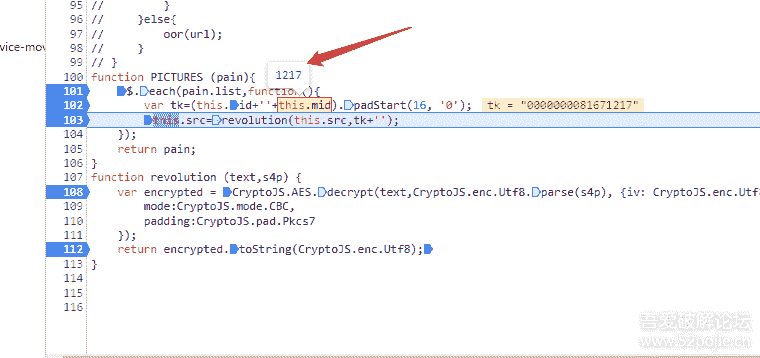 95 //         }
96 //     }else{
97 //         oor(url);
98 //     }
99 // }
100 function PICTURES (pain){
1217
101 $.each(pain.list,function(){
102 var tk=(this.id+''+this.mid).padStart(16, '0'); tk = "0000000081671217"
103 this.src=revolution(this.src,tk+'');
104 });
105 return pain;
106 }
107 function revolution (text,s4p) {
108 var encrypted = CryptoJS.AES.decrypt(text,CryptoJS.enc.Utf8.parse(s4p), {iv: CryptoJS.enc.Utf8
109 mode:CryptoJS.mode.CBC,
110 padding:CryptoJS.pad.Pkcs7
111 });
112 return encrypted.toString(CryptoJS.enc.Utf8);
113 }
114
115
116
vice-mov
吾爱破解论坛
www.52pojie.cn